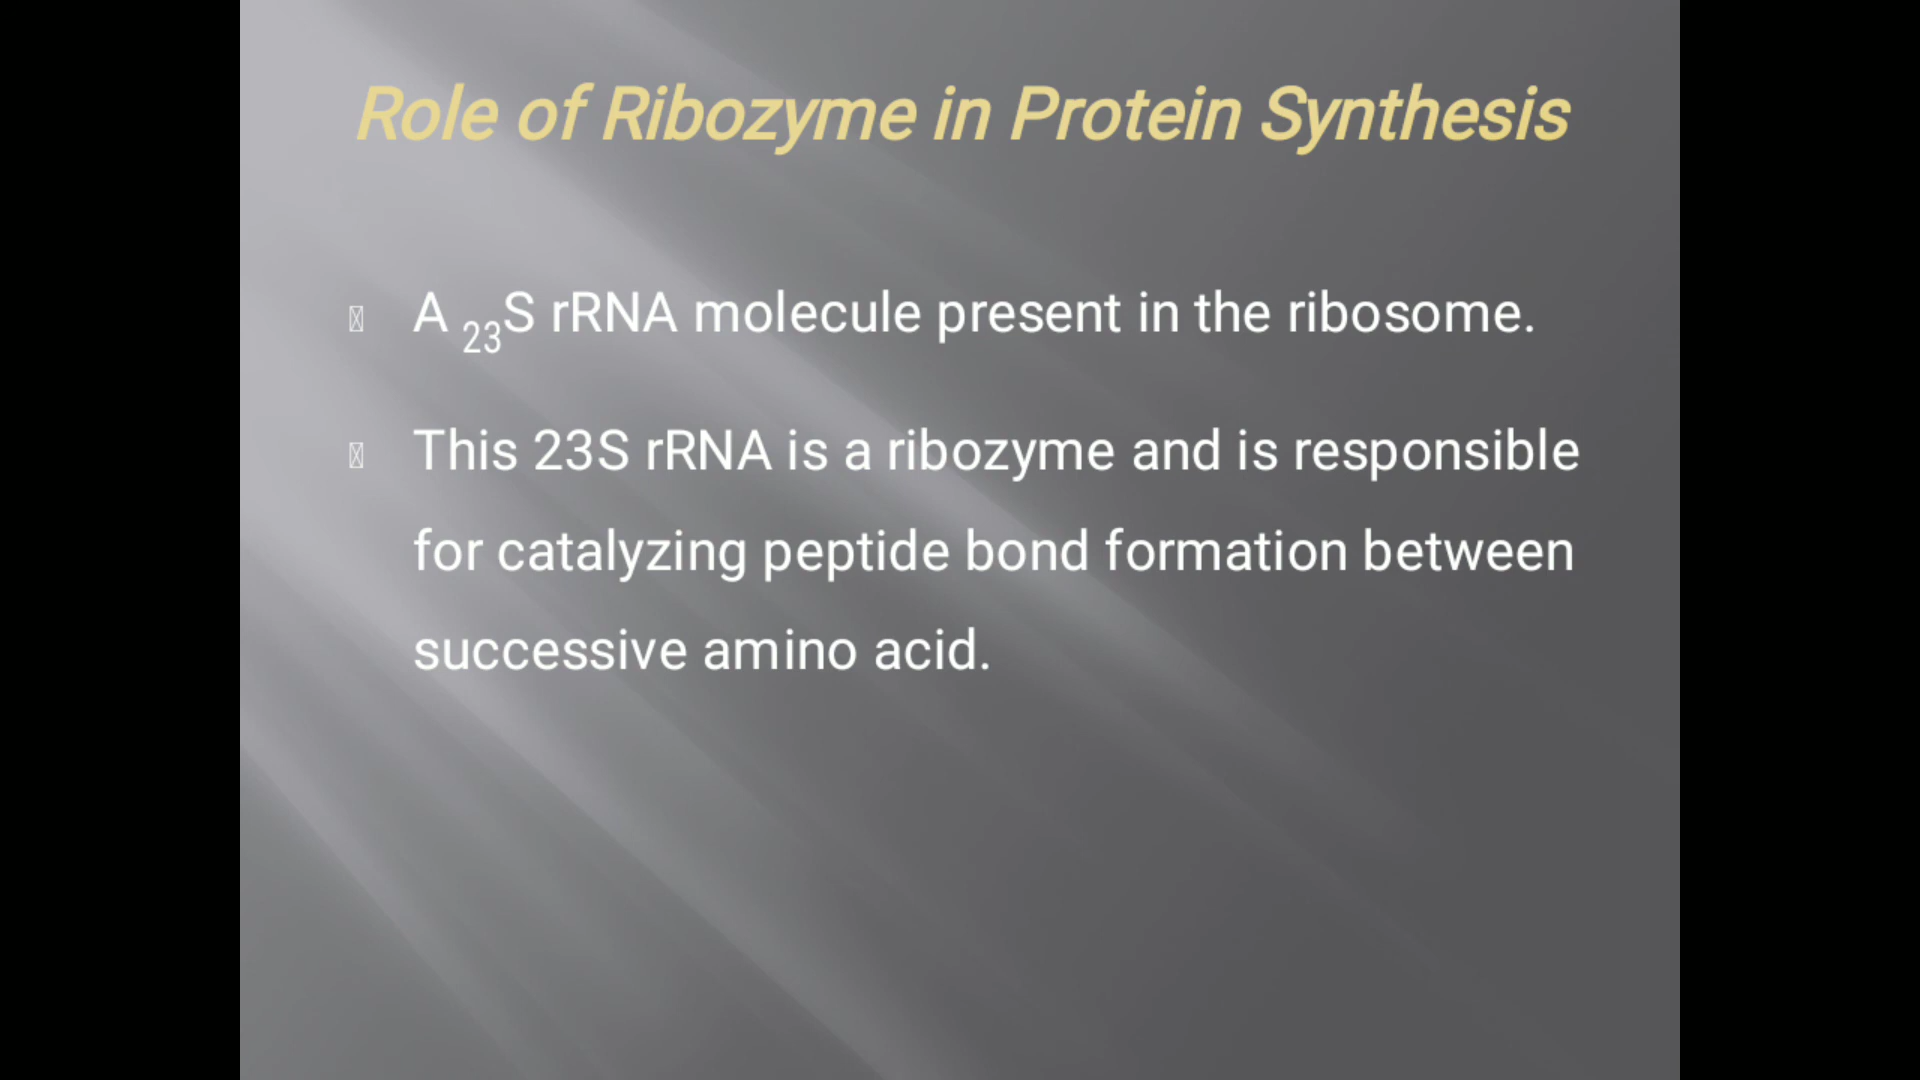 Role of Ribozyme in Protein Synthesis
A 23S rRNA molecule present in the ribosome.
This 23S rRNA is a ribozyme and is responsible
for catalyzing peptide bond formation between
successive amino acid.